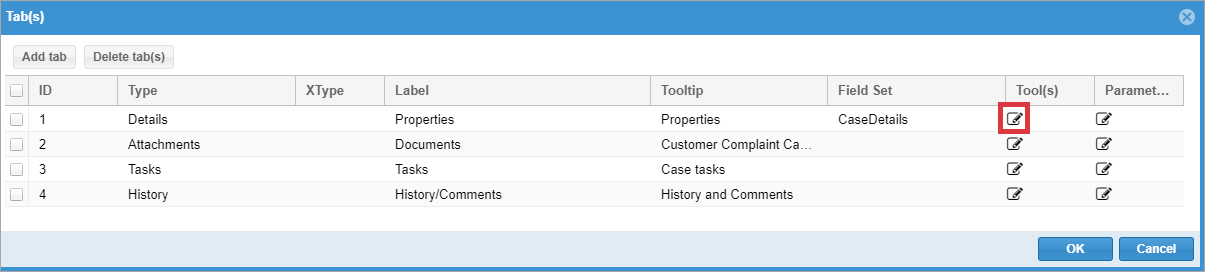 Tab(s)
Add tab Delete tab(s)
ID Type XType Label Tooltip Field Set Tool(s) Paramet...
1 Details Properties Properties CaseDetails
2 Attachments Documents Customer Complaint Ca...
3 Tasks Tasks Case tasks
4 History History/Comments History and Comments
OK Cancel